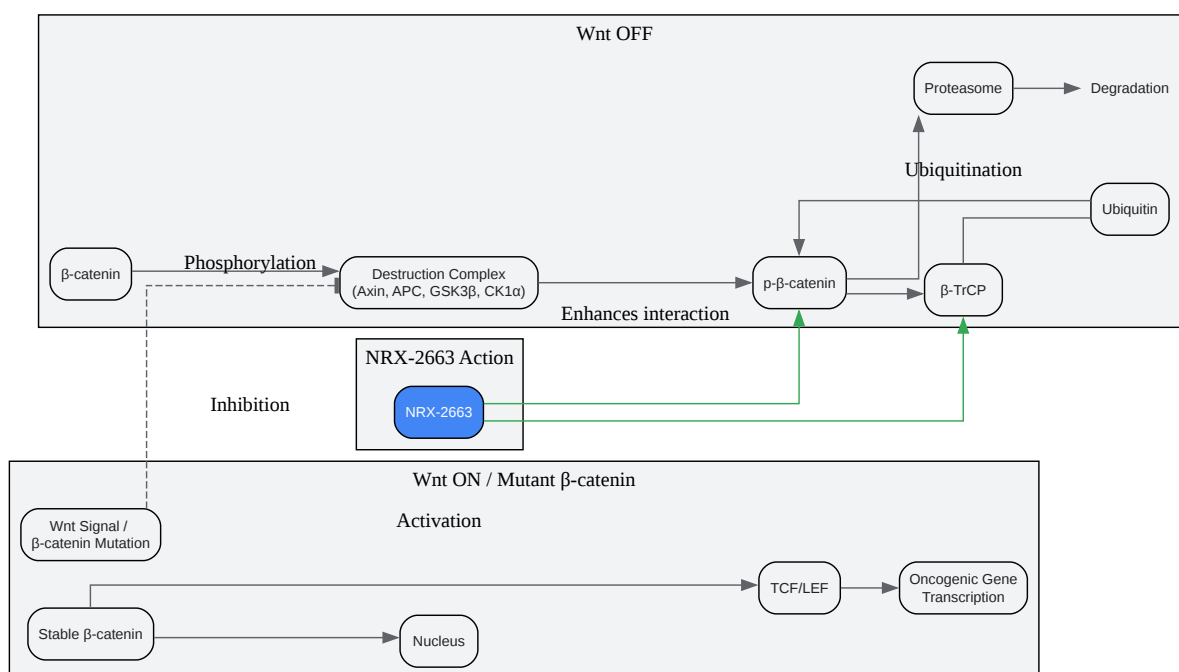 Wnt OFF
Proteasome
Degradation
Ubiquitination
Ubiquitin
β-catenin
Phosphorylation
Destruction Complex
(Axin, APC, GSK3β, CK1α)
p-β-catenin
β-TrCP
Enhances interaction
NRX-2663 Action
NRX-2663
Inhibition
Wnt ON / Mutant β-catenin
Activation
Wnt Signal /
β-catenin Mutation
TCF/LEF
Oncogenic Gene
Transcription
Stable β-catenin
Nucleus